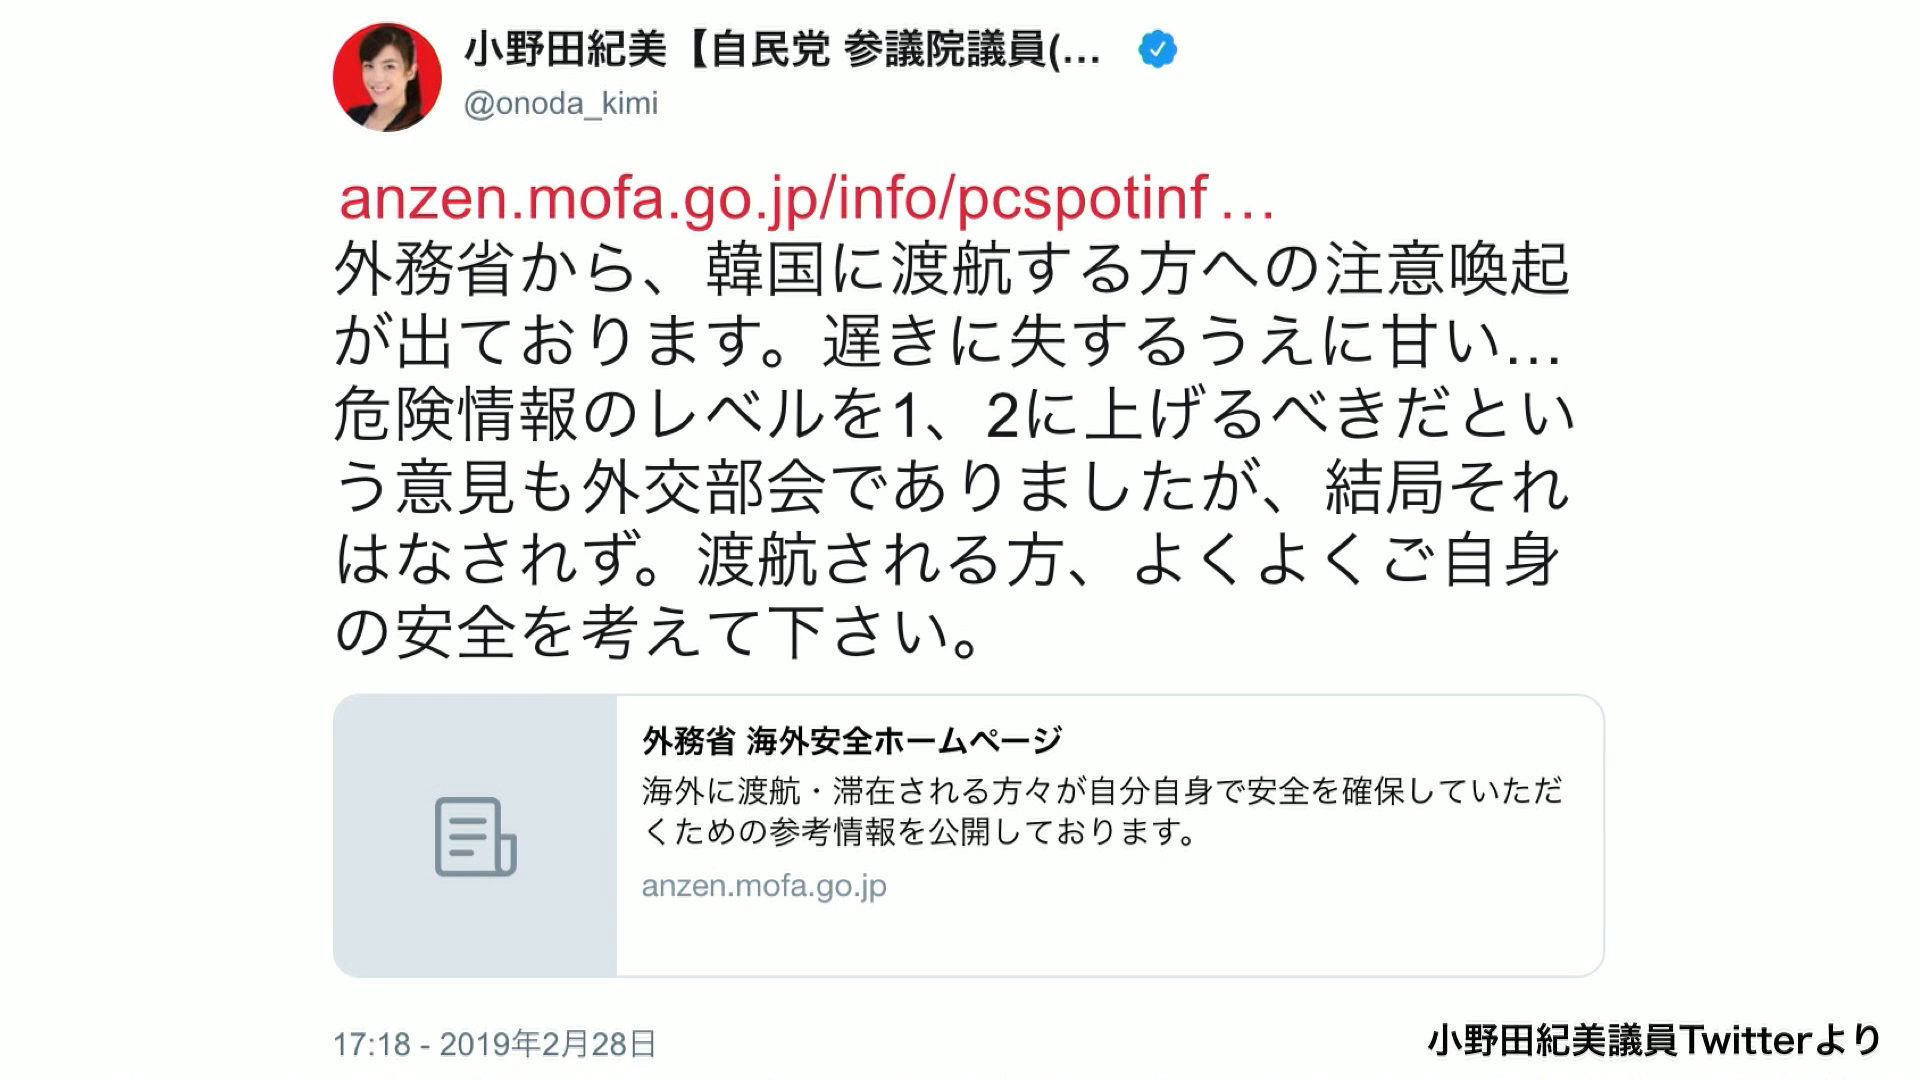 小野田紀美【自民党 参議院議員(...
@onoda_kimi
anzen.mofa.go.jp/info/pcspotinf…
外務省から、韓国に渡航する方への注意喚起
が出ております。遅きに失するうえに甘い…
危険情報のレベルを1、2に上げるべきだとい
う意見も外交部会でありましたが、結局それ
はなされず。渡航される方、よくよくご自身
の安全を考えて下さい。
外務省 海外安全ホームページ
海外に渡航・滞在される方々が自分自身で安全を確保していただ
くための参考情報を公開しております。
anzen.mofa.go.jp
17:18 - 2019年2月28日
小野田紀美議員Twitterより